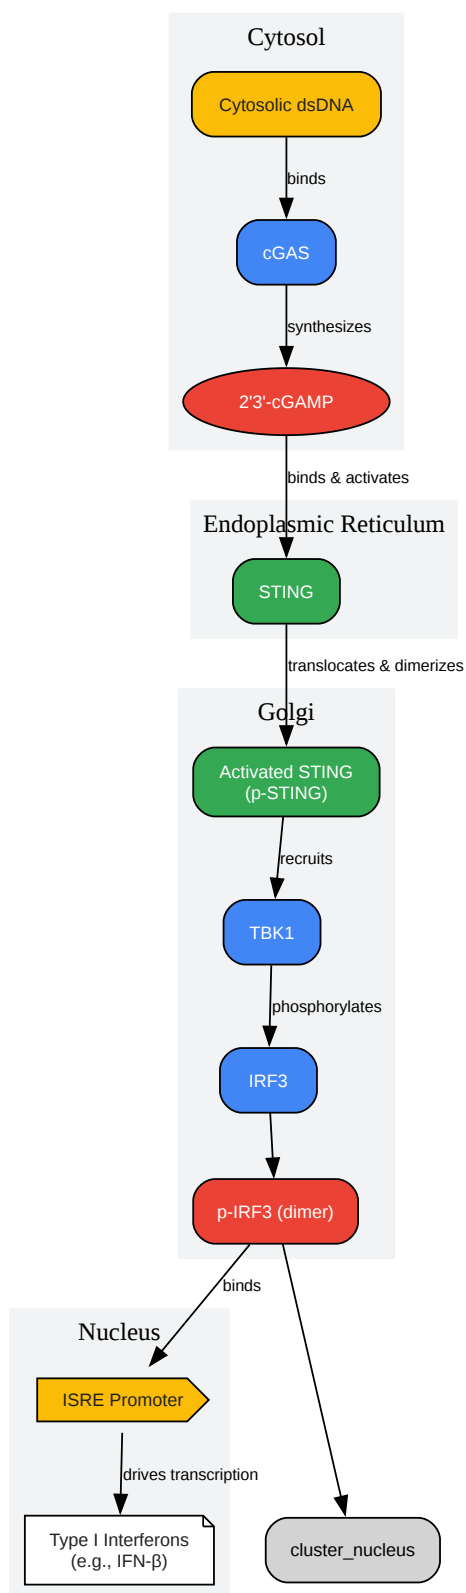 Cytosol
Cytosolic dsDNA
binds
cGAS
synthesizes
2'3'-cGAMP
binds & activates
Endoplasmic Reticulum
STING
translocates & dimerizes
Golgi
Activated STING
(p-STING)
recruits
TBK1
phosphorylates
IRF3
p-IRF3 (dimer)
binds
Nucleus
ISRE Promoter
drives transcription
Type I Interferons
(e.g., IFN-β)
cluster_nucleus